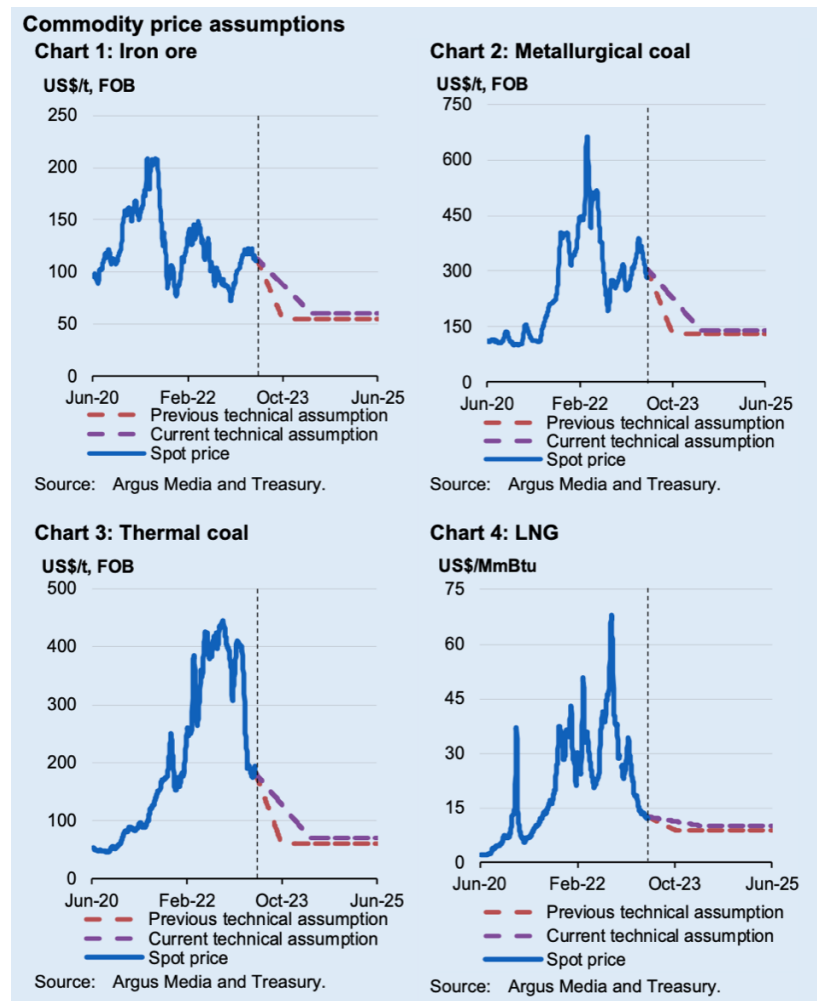 Commodity price assumptions
Chart 1: Iron ore
US$/t, FOB
250
200
150
100
50
0
Jun-20 Feb-22 Oct-23 Jun-25
Previous technical assumption
Current technical assumption
Spot price
Source: Argus Media and Treasury.
Chart 2: Metallurgical coal
US$/t, FOB
750
600
450
300
150
0
Jun-20 Feb-22 Oct-23 Jun-25
Previous technical assumption
Current technical assumption
Spot price
Source: Argus Media and Treasury.
Chart 3: Thermal coal
US$/t, FOB
500
400
300
200
100
0
Jun-20 Feb-22 Oct-23 Jun-25
Previous technical assumption
Current technical assumption
Spot price
Source: Argus Media and Treasury.
Chart 4: LNG
US$/MmBtu
75
60
45
30
15
0
Jun-20 Feb-22 Oct-23 Jun-25
Previous technical assumption
Current technical assumption
Spot price
Source: Argus Media and Treasury.